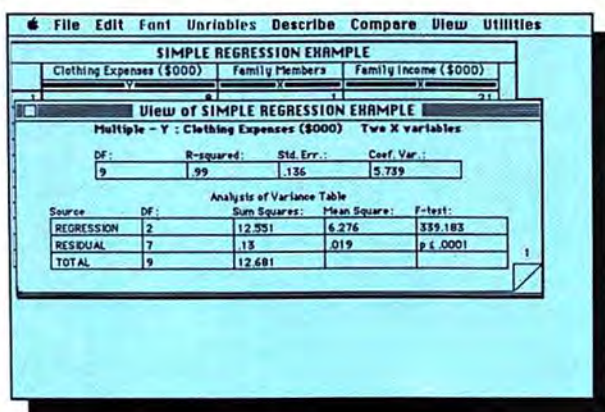 File Edit Font Variables Describe Compare View Utilities
SIMPLE REGRESSION EXAMPLE
Clothing Expenses ($000) Family Members Family Income ($000)
Y X X
1 1 21
View of SIMPLE REGRESSION EXAMPLE
Multiple - Y : Clothing Expenses ($000) Two X variables
DF: R-squared: Std. Err.: Coef. Var.:
9 .99 .136 5.739
Analysis of Variance Table
Source DF: Sum Squares: Mean Square: F-test:
REGRESSION 2 12.551 6.276 339.183
RESIDUAL 7 .13 .019 p ≤ .0001
TOTAL 9 12.681
1